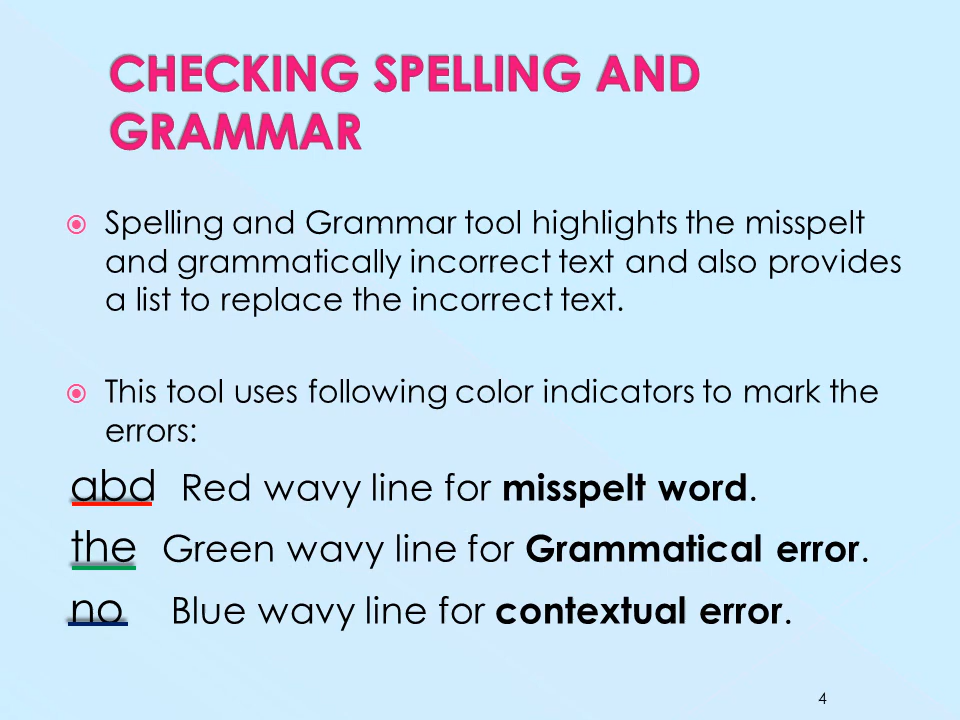 CHECKING SPELLING AND
GRAMMAR
Spelling and Grammar tool highlights the misspelt
and grammatically incorrect text and also provides
a list to replace the incorrect text.
This tool uses following color indicators to mark the
errors:
abd Red wavy line for misspelt word.
the Green wavy line for Grammatical error.
no Blue wavy line for contextual error.
4